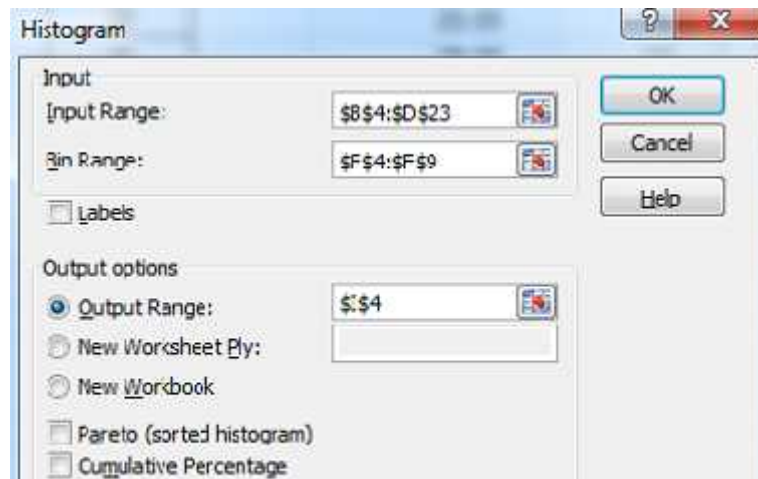 Histogram
Input
Input Range: $B$4:$D$23
Bin Range: $F$4:$F$9
Labels
OK
Cancel
Help
Output options
Output Range:
New Worksheet Ply:
New Workbook
Pareto (sorted histogram)
Cumulative Percentage